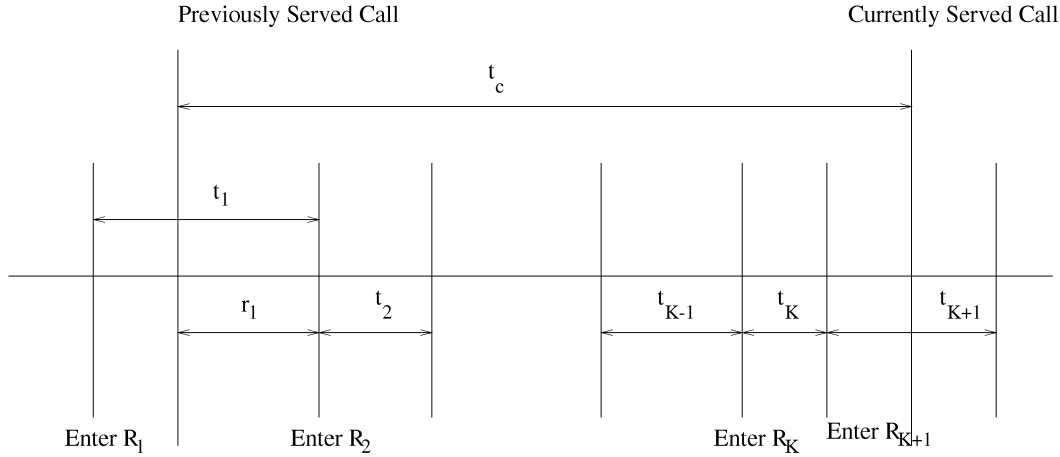 Previously Served Call
Currently Served Call
t_c
t_1
r_1
t_2
t_{K-1}
t_K
t_{K+1}
Enter R_1
Enter R_2
Enter R_K
Enter R_{K+1}